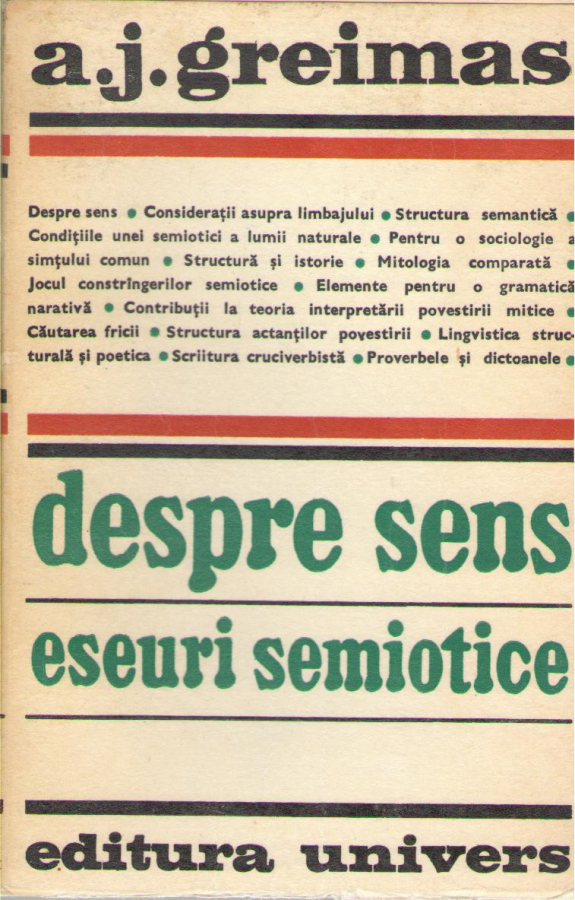 a.j.greimas
Despre sens ● Considerații asupra limbajului ● Structura semantică ●
Condițiile unei semiotici a lumii naturale ● Pentru o sociologie a
simțului comun ● Structură și istorie ● Mitologia comparată ●
Jocul constrîngerilor semiotice ● Elemente pentru o gramatică
narativă ● Contribuții la teoria interpretării povestirii mitice ●
Căutarea fricii ● Structura actanților povestirii ● Lingvistica struc-
turală și poetica ● Scriitura cruciverbistă ● Proverbele și dictoanele ●
despre sens
eseuri semiotice
editura univers